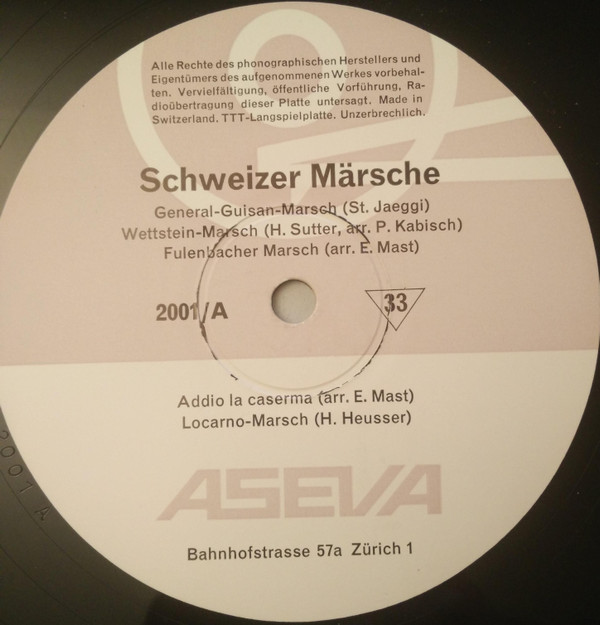 Alle Rechte des phonographischen Herstellers und
Eigentümers des aufgenommenen Werkes vorbehal-
ten. Vervielfältigung, öffentliche Vorführung, Ra-
dioübertragung dieser Platte untersagt. Made in
Switzerland. TTT-Langspielplatte. Unzerbrechlich.
Schweizer Märsche
General-Guisan-Marsch (St. Jaeggi)
Wettstein-Marsch (H. Sutter, arr. P. Kabisch)
Fulenbacher Marsch (arr. E. Mast)
2001/A
33
Addio la caserma (arr. E. Mast)
Locarno-Marsch (H. Heusser)
ASEVA
Bahnhofstrasse 57a Zürich 1
2001 A